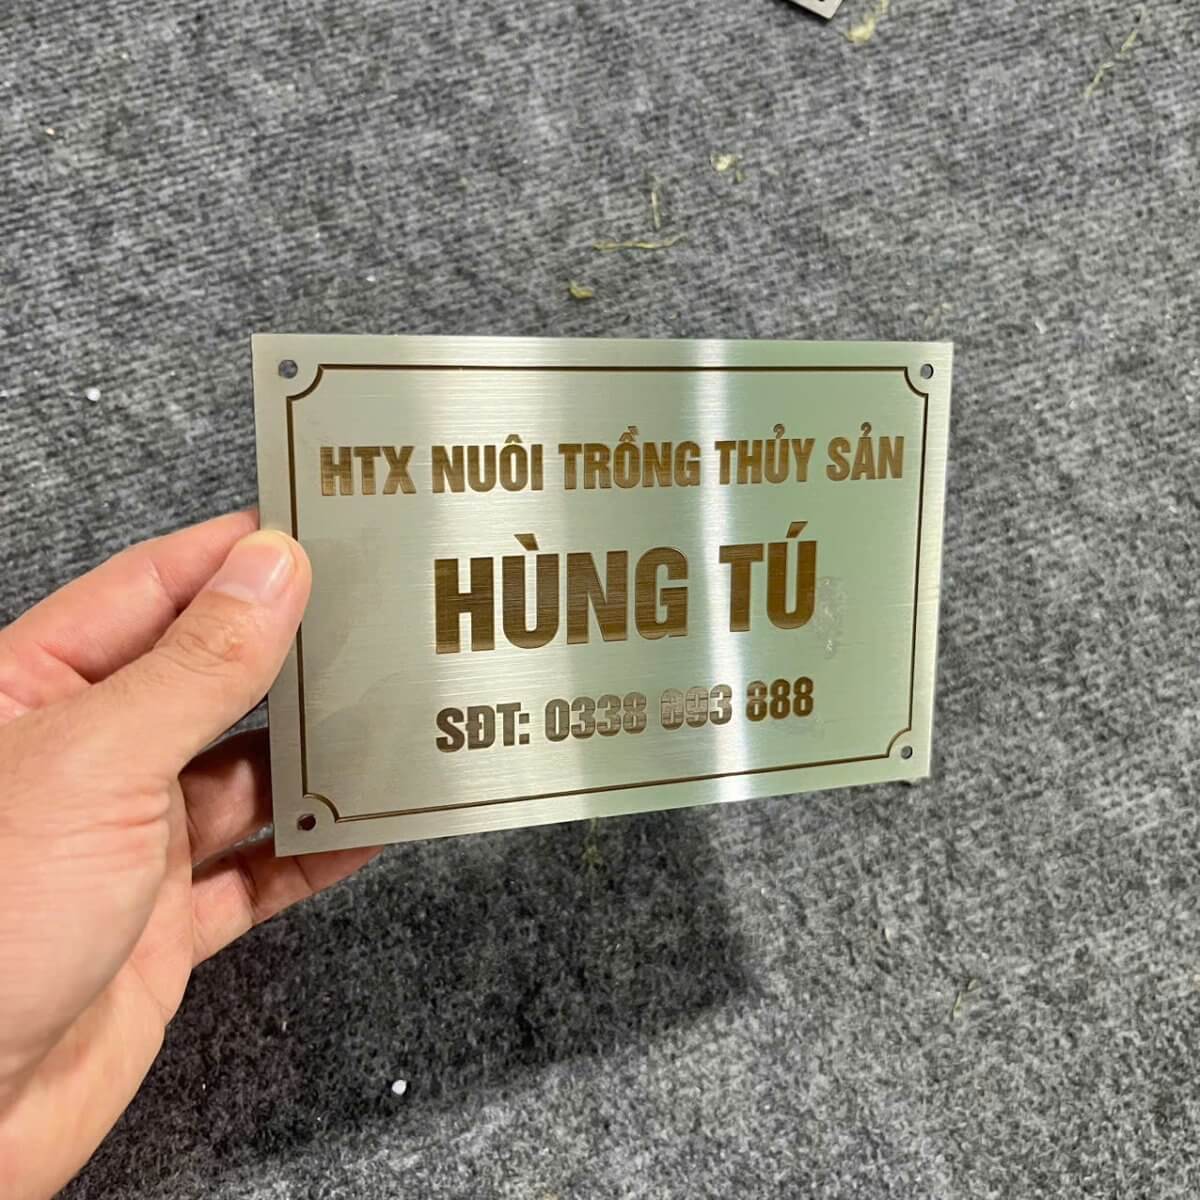 HTX NUÔI TRỒNG THỦY SẢN
HÙNG TÚ
SĐT: 0338 093 888